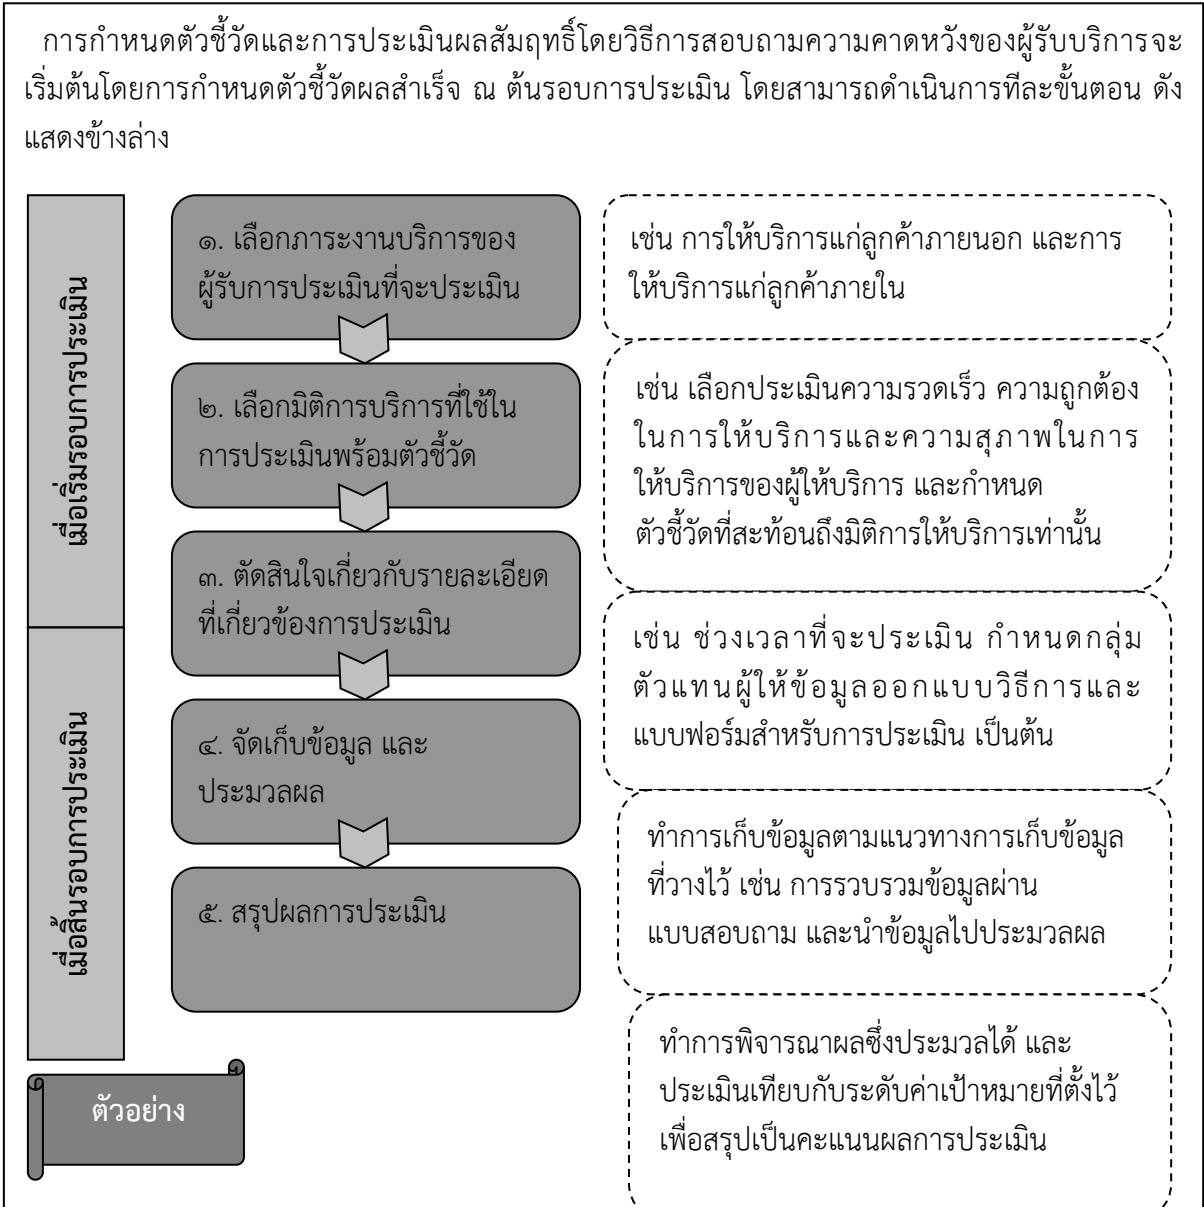 การกำหนดตัวชี้วัดและการประเมินผลสัมฤทธิ์โดยวิธีการสอบถามความคาดหวังของผู้รับบริการจะ
เริ่มต้นโดยการกำหนดตัวชี้วัดผลสำเร็จ ณ ต้นรอบการประเมิน โดยสามารถดำเนินการทีละขั้นตอน ดัง
แสดงข้างล่าง
เมื่อเริ่มรอบการประเมิน
๑. เลือกภาระงานบริการของ
ผู้รับการประเมินที่จะประเมิน
เช่น การให้บริการแก่ลูกค้าภายนอก และการ
ให้บริการแก่ลูกค้าภายใน
๒. เลือกมิติการบริการที่ใช้ใน
การประเมินพร้อมตัวชี้วัด
เช่น เลือกประเมินความรวดเร็ว ความถูกต้อง
ในการให้บริการและความสุภาพในการ
ให้บริการของผู้ให้บริการ และกำหนด
ตัวชี้วัดที่สะท้อนถึงมิติการให้บริการเท่านั้น
๓. ตัดสินใจเกี่ยวกับรายละเอียด
ที่เกี่ยวข้องการประเมิน
เช่น ช่วงเวลาที่จะประเมิน กำหนดกลุ่ม
ตัวแทนผู้ให้ข้อมูลออกแบบวิธีการและ
แบบฟอร์มสำหรับการประเมิน เป็นต้น
เมื่อสิ้นรอบการประเมิน
๔. จัดเก็บข้อมูล และ
ประมวลผล
ทำการเก็บข้อมูลตามแนวทางการเก็บข้อมูล
ที่วางไว้ เช่น การรวบรวมข้อมูลผ่าน
แบบสอบถาม และนำข้อมูลไปประมวลผล
๕. สรุปผลการประเมิน
ทำการพิจารณาผลซึ่งประมวลได้ และ
ประเมินเทียบกับระดับค่าเป้าหมายที่ตั้งไว้
เพื่อสรุปเป็นคะแนนผลการประเมิน
ตัวอย่าง